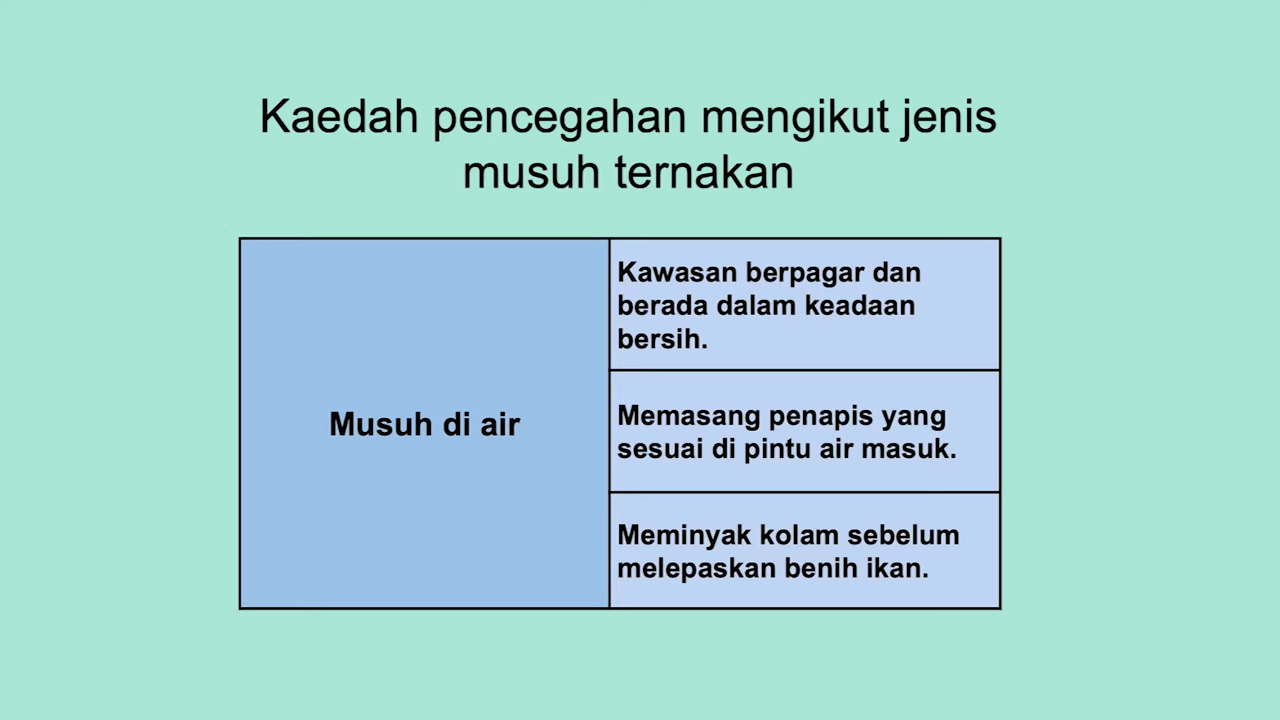 Kaedah pencegahan mengikut jenis
musuh ternakan
Musuh di air
Kawasan berpagar dan
berada dalam keadaan
bersih.
Memasang penapis yang
sesuai di pintu air masuk.
Meminyak kolam sebelum
melepaskan benih ikan.